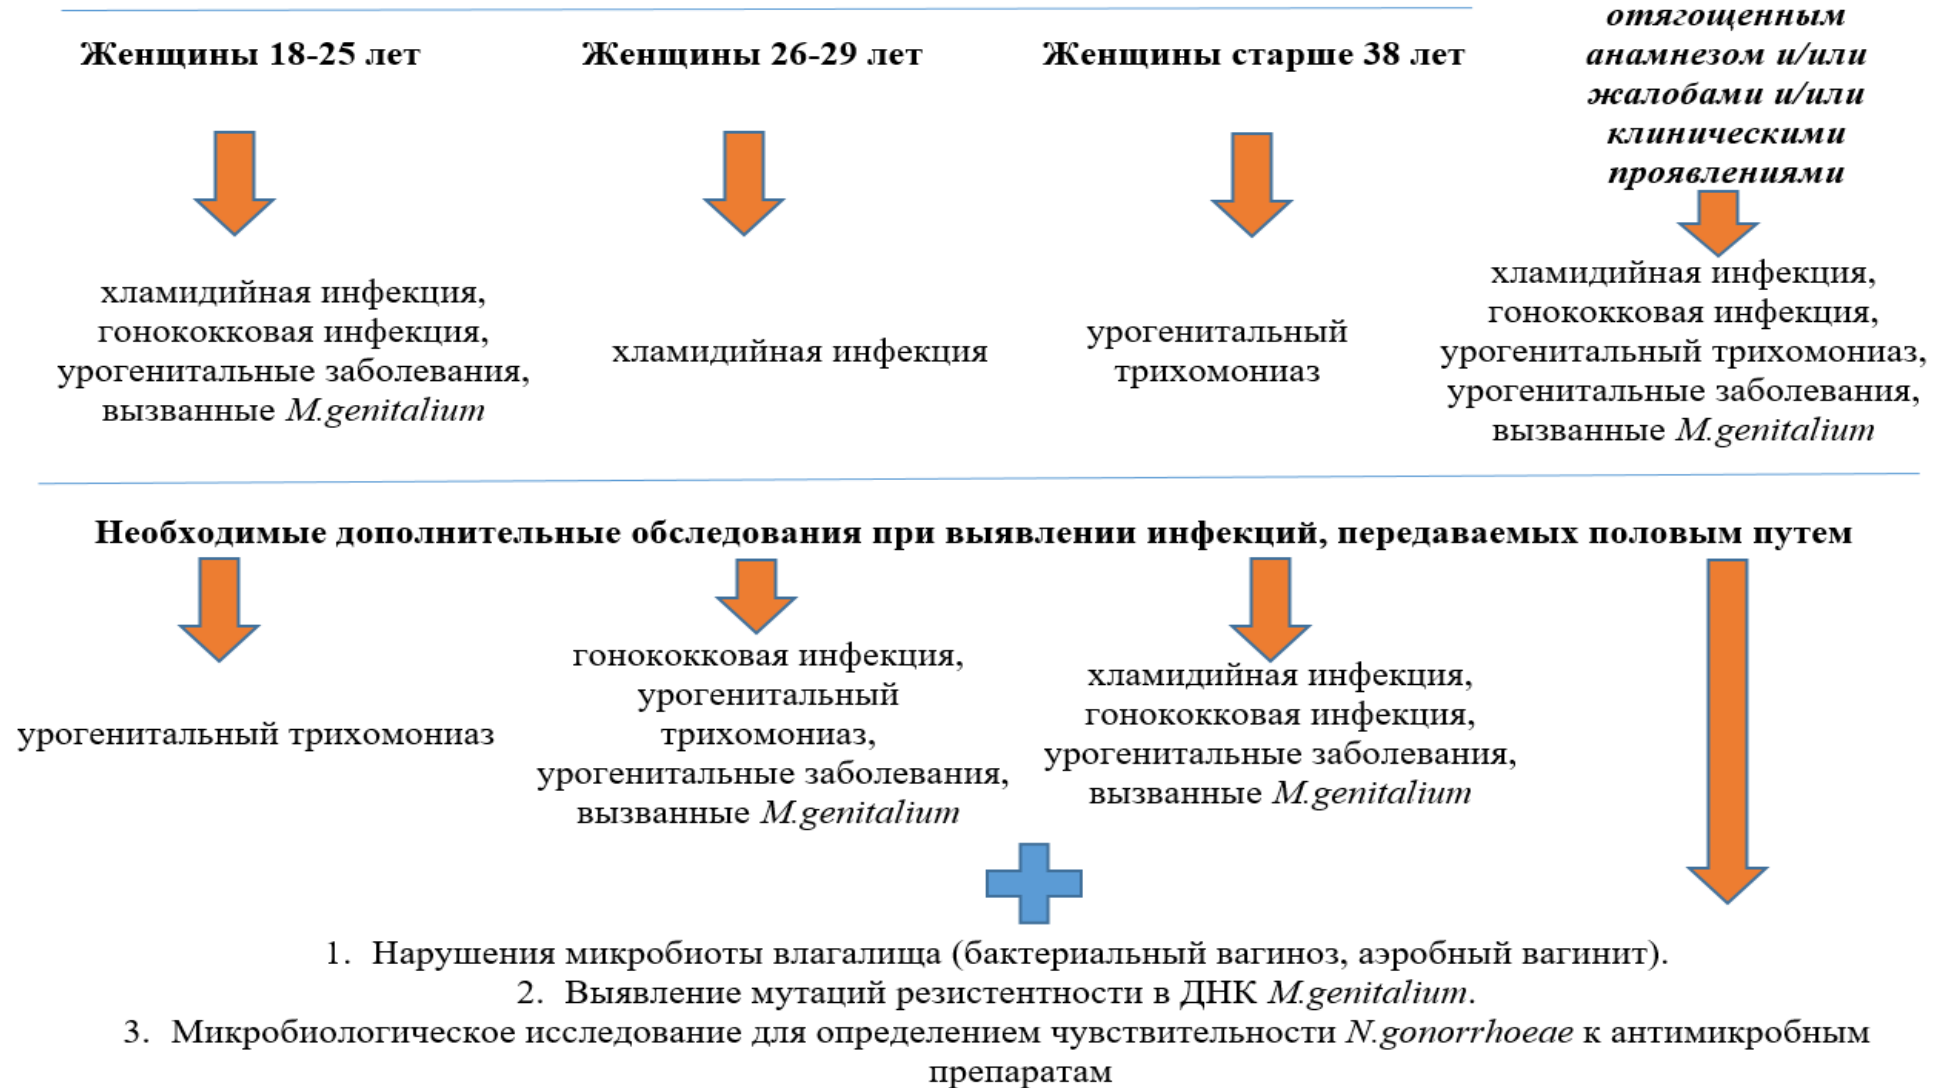 Женщины 18-25 лет
Женщины 26-29 лет
Женщины старше 38 лет
отягощенным
анамнезом и/или
жалобами и/или
клиническими
проявлениями
хламидийная инфекция,
гонококковая инфекция,
урогенитальные заболевания,
вызванные M.genitalium
хламидийная инфекция
урогенитальный
трихомониаз
хламидийная инфекция,
гонококковая инфекция,
урогенитальный трихомониаз,
урогенитальные заболевания,
вызванные M.genitalium
Необходимые дополнительные обследования при выявлении инфекций, передаваемых половым путем
урогенитальный трихомониаз
гонококковая инфекция,
урогенитальный
трихомониаз,
урогенитальные заболевания,
вызванные M.genitalium
хламидийная инфекция,
гонококковая инфекция,
урогенитальные заболевания,
вызванные M.genitalium
1. Нарушения микробиоты влагалища (бактериальный вагиноз, аэробный вагинит).
2. Выявление мутаций резистентности в ДНК M.genitalium.
3. Микробиологическое исследование для определением чувствительности N.gonorrhoeae к антимикробным
препаратам